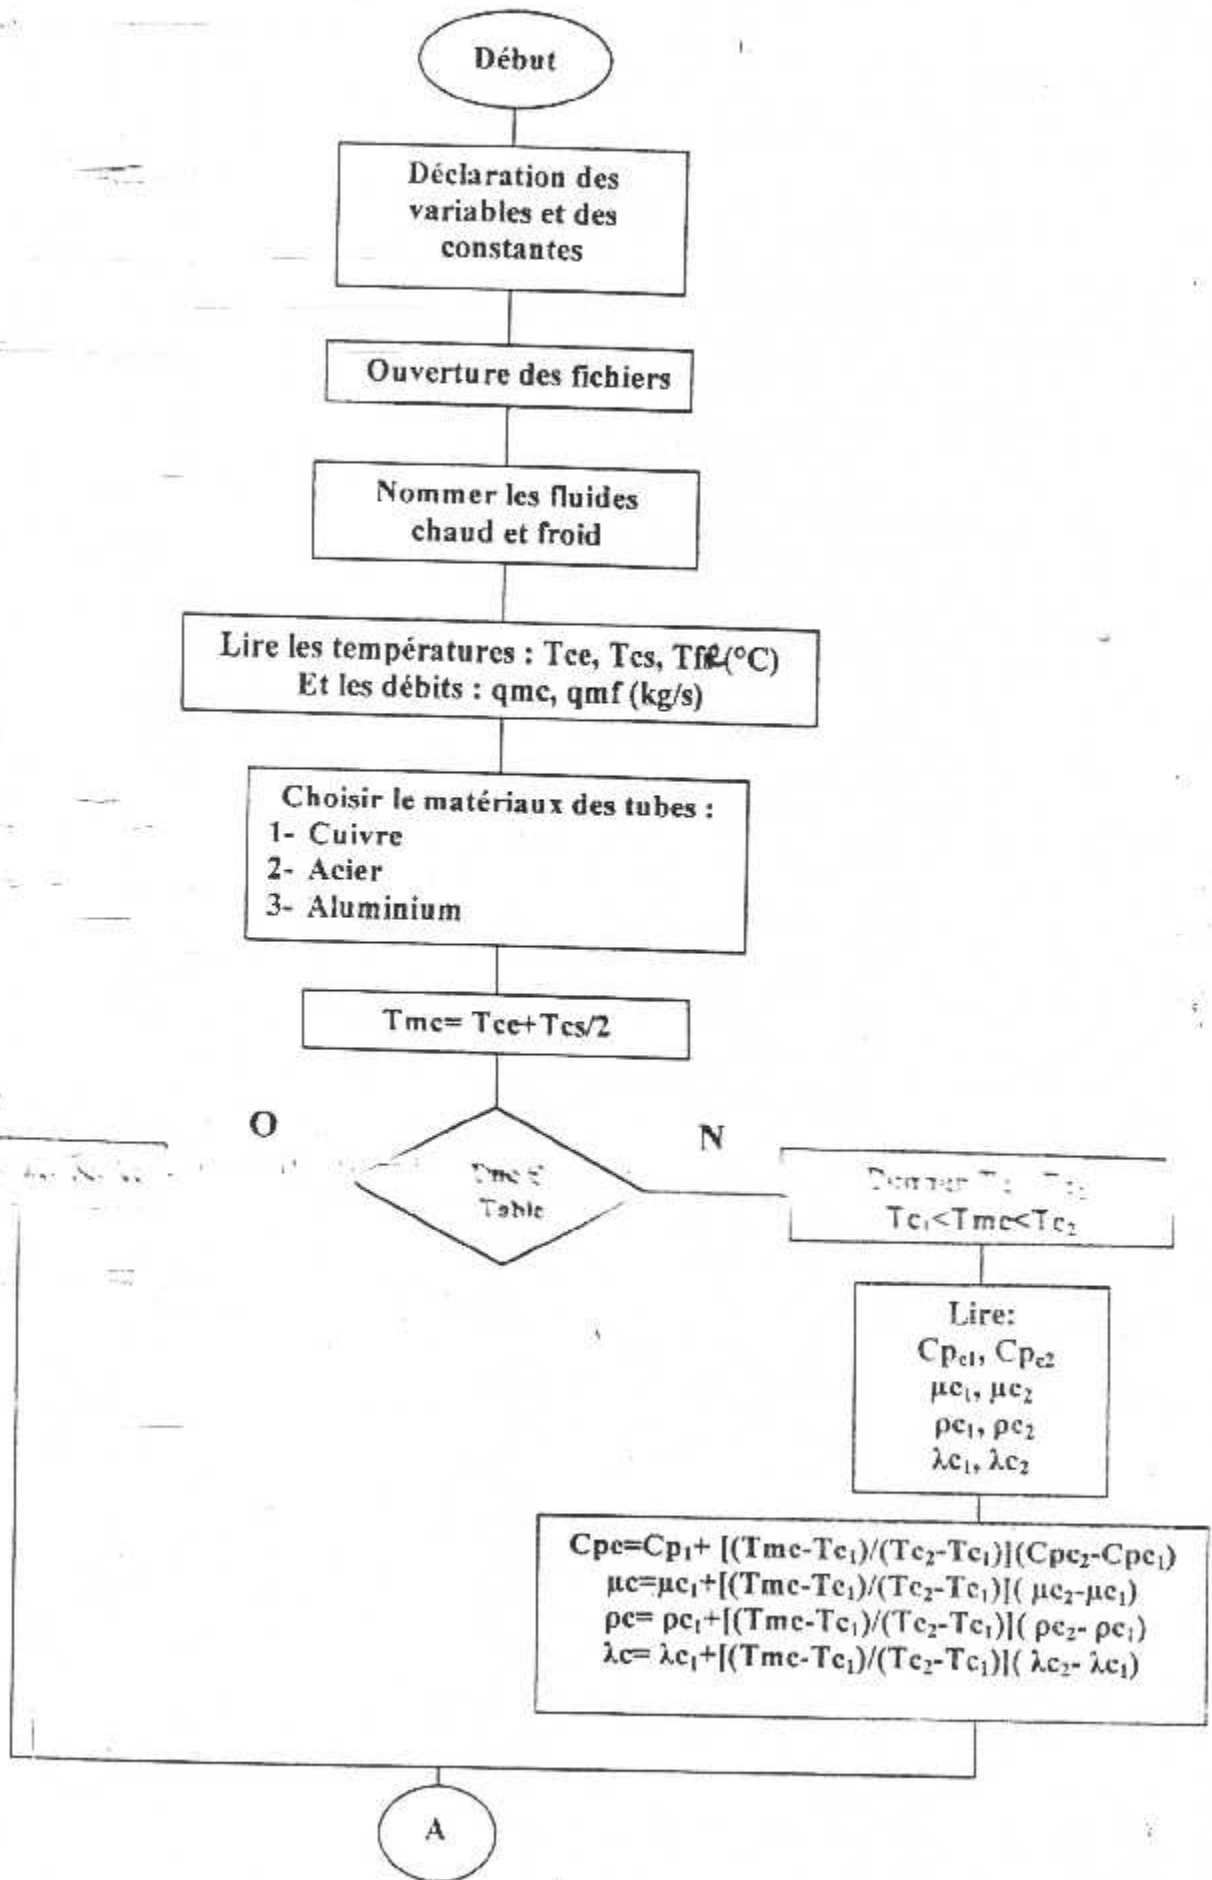 Début
Déclaration des
variables et des
constantes
Ouverture des fichiers
Nommer les fluides
chaud et froid
Lire les températures : Tce, Tcs, Tfe (°C)
Et les débits : qmc, qmf (kg/s)
Choisir le matériaux des tubes :
1- Cuivre
2- Acier
3- Aluminium
Tmc= Tce+Tcs/2
O
N
Tmc
Table
Tc₁<Tmc<Tc₂
Lire:
Cp_c1, Cp_c2
μc₁, μc₂
ρc₁, ρc₂
λc₁, λc₂
Cpc=Cp₁+ [(Tmc-Tc₁)/(Tc₂-Tc₁)](Cpc₂-Cpc₁)
μc=μc₁+[(Tmc-Tc₁)/(Tc₂-Tc₁)]( μc₂-μc₁)
ρc= ρc₁+[(Tmc-Tc₁)/(Tc₂-Tc₁)]( ρc₂- ρc₁)
λc= λc₁+[(Tmc-Tc₁)/(Tc₂-Tc₁)]( λc₂- λc₁)
A